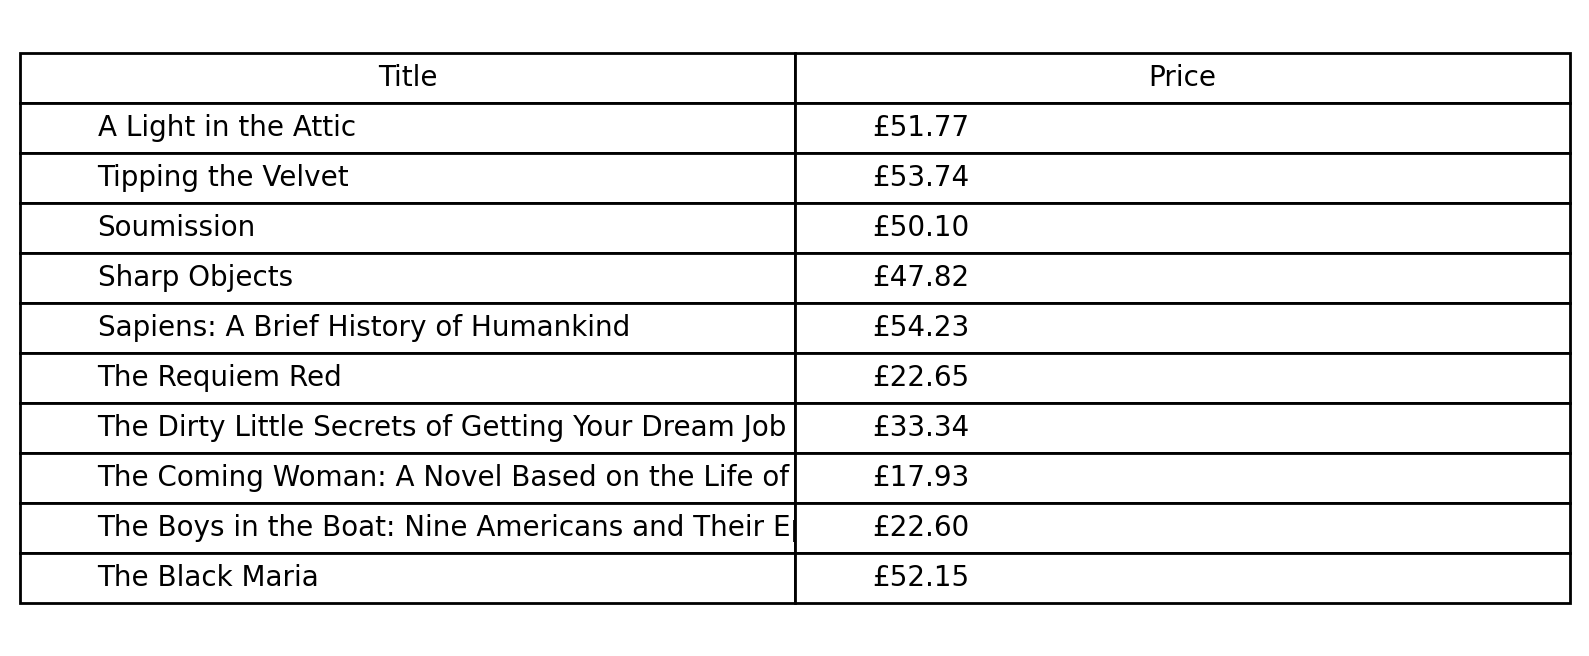 Title Price
A Light in the Attic £51.77
Tipping the Velvet £53.74
Soumission £50.10
Sharp Objects £47.82
Sapiens: A Brief History of Humankind £54.23
The Requiem Red £22.65
The Dirty Little Secrets of Getting Your Dream Job £33.34
The Coming Woman: A Novel Based on the Life of £17.93
The Boys in the Boat: Nine Americans and Their £22.60
The Black Maria £52.15